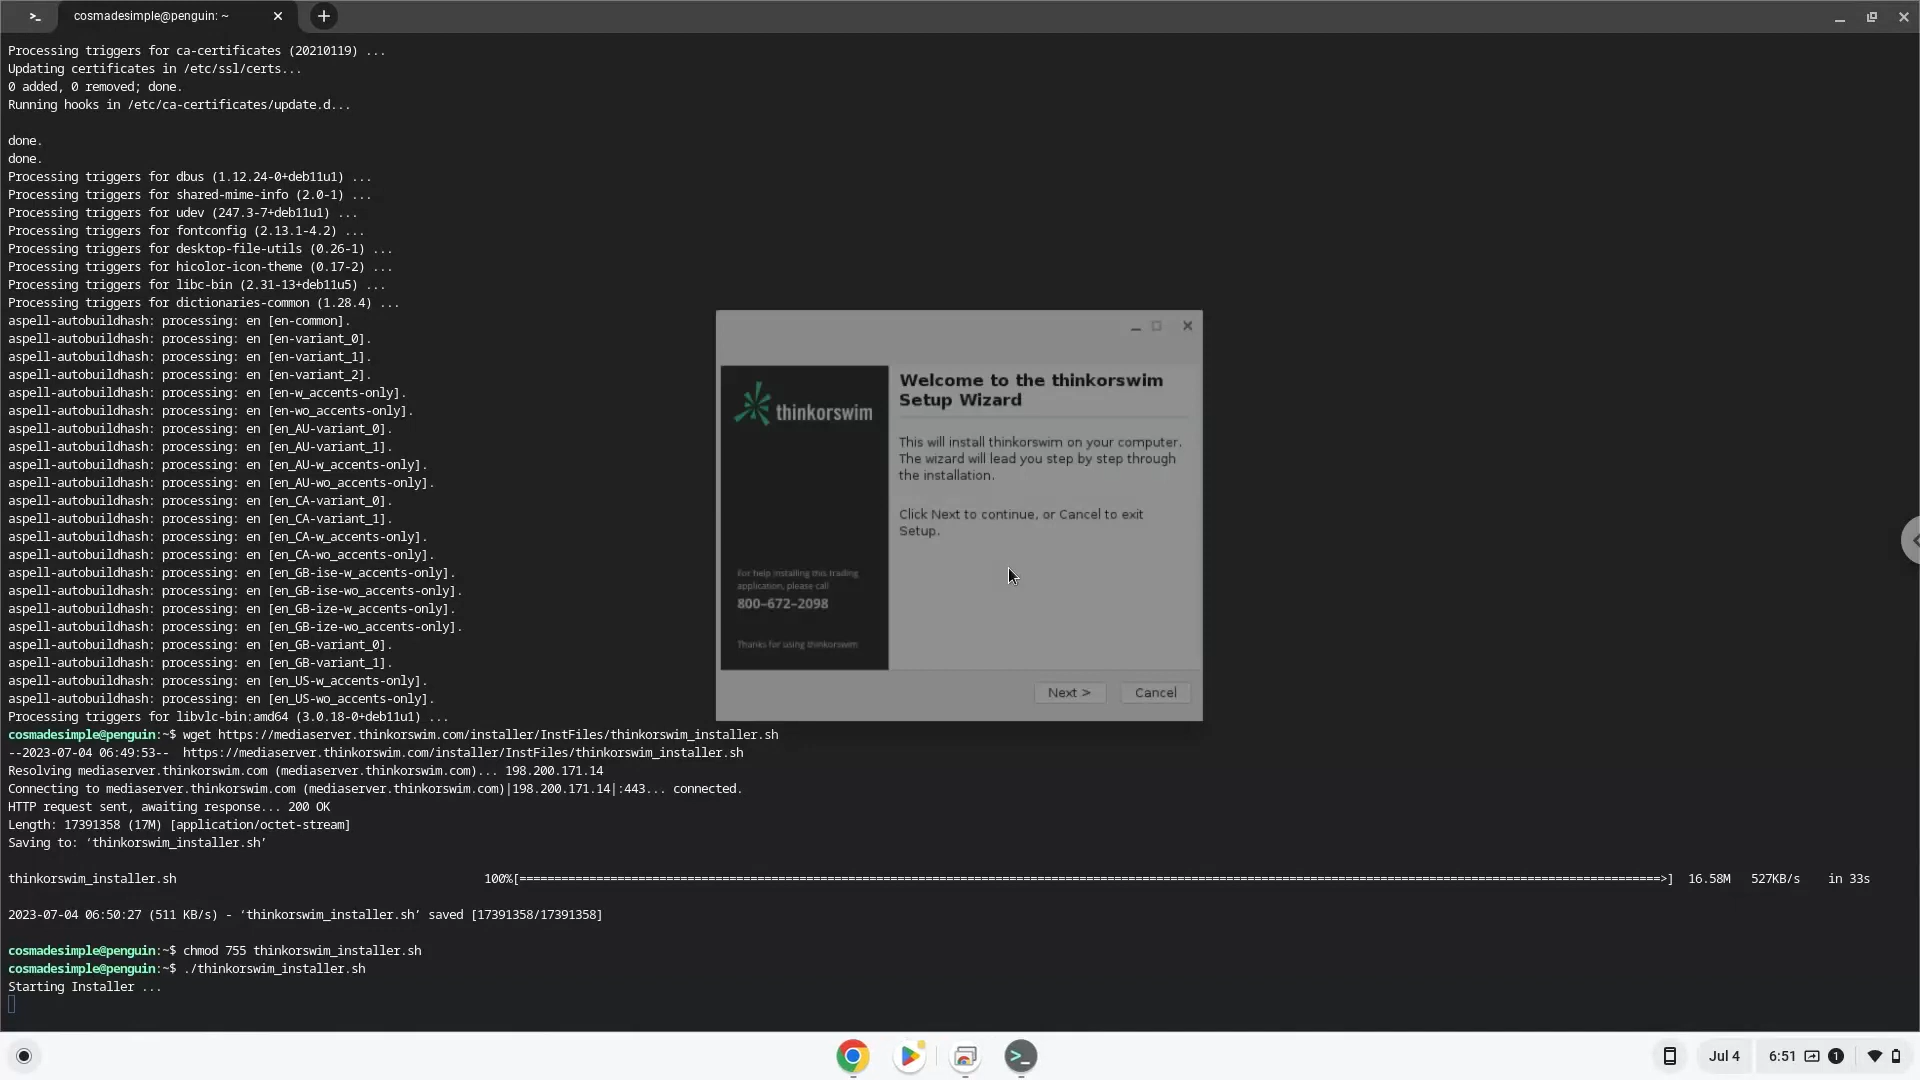 cosmadesimple@penguin: ~
Processing triggers for ca-certificates (20210119) ...
Updating certificates in /etc/ssl/certs...
0 added, 0 removed; done.
Running hooks in /etc/ca-certificates/update.d...
done.
done.
Processing triggers for dbus (1.12.24-0+deb11u1) ...
Processing triggers for shared-mime-info (2.0-1) ...
Processing triggers for udev (247.3-7+deb11u1) ...
Processing triggers for fontconfig (2.13.1-4.2) ...
Processing triggers for desktop-file-utils (0.26-1) ...
Processing triggers for hicolor-icon-theme (0.17-2) ...
Processing triggers for libc-bin (2.31-13+deb11u5) ...
Processing triggers for dictionaries-common (1.28.4) ...
aspell-autobuildhash: processing: en [en-common].
aspell-autobuildhash: processing: en [en-variant_0].
aspell-autobuildhash: processing: en [en-variant_1].
aspell-autobuildhash: processing: en [en-variant_2].
aspell-autobuildhash: processing: en [en-w_accents-only].
aspell-autobuildhash: processing: en [en-wo_accents-only].
aspell-autobuildhash: processing: en [en_AU-variant_0].
aspell-autobuildhash: processing: en [en_AU-variant_1].
aspell-autobuildhash: processing: en [en_AU-w_accents-only].
aspell-autobuildhash: processing: en [en_AU-wo_accents-only].
aspell-autobuildhash: processing: en [en_CA-variant_0].
aspell-autobuildhash: processing: en [en_CA-variant_1].
aspell-autobuildhash: processing: en [en_CA-w_accents-only].
aspell-autobuildhash: processing: en [en_CA-wo_accents-only].
aspell-autobuildhash: processing: en [en_GB-ise-w_accents-only].
aspell-autobuildhash: processing: en [en_GB-ise-wo_accents-only].
aspell-autobuildhash: processing: en [en_GB-ize-w_accents-only].
aspell-autobuildhash: processing: en [en_GB-ize-wo_accents-only].
aspell-autobuildhash: processing: en [en_GB-variant_0].
aspell-autobuildhash: processing: en [en_GB-variant_1].
aspell-autobuildhash: processing: en [en_US-w_accents-only].
aspell-autobuildhash: processing: en [en_US-wo_accents-only].
Processing triggers for libvlc-bin:amd64 (3.0.18-0+deb11u1) ...
cosmadesimple@penguin:~$ wget https://mediaserver.thinkorswim.com/installer/InstFiles/thinkorswim_installer.sh
--2023-07-04 06:49:53--  https://mediaserver.thinkorswim.com/installer/InstFiles/thinkorswim_installer.sh
Resolving mediaserver.thinkorswim.com (mediaserver.thinkorswim.com)... 198.200.171.14
Connecting to mediaserver.thinkorswim.com (mediaserver.thinkorswim.com)|198.200.171.14|:443... connected.
HTTP request sent, awaiting response... 200 OK
Length: 17391358 (17M) [application/octet-stream]
Saving to: ‘thinkorswim_installer.sh’
thinkorswim_installer.sh 100%[===================>] 16.58M 527KB/s in 33s
2023-07-04 06:50:27 (511 KB/s) - ‘thinkorswim_installer.sh’ saved [17391358/17391358]
cosmadesimple@penguin:~$ chmod 755 thinkorswim_installer.sh
cosmadesimple@penguin:~$ ./thinkorswim_installer.sh
Starting Installer ...
thinkorswim
For help installing this trading
application, please call
800-672-2098
Thanks for using thinkorswim
Welcome to the thinkorswim
Setup Wizard
This will install thinkorswim on your computer.
The wizard will lead you step by step through
the installation.
Click Next to continue, or Cancel to exit
Setup.
Next > Cancel
Jul 4 6:51 1